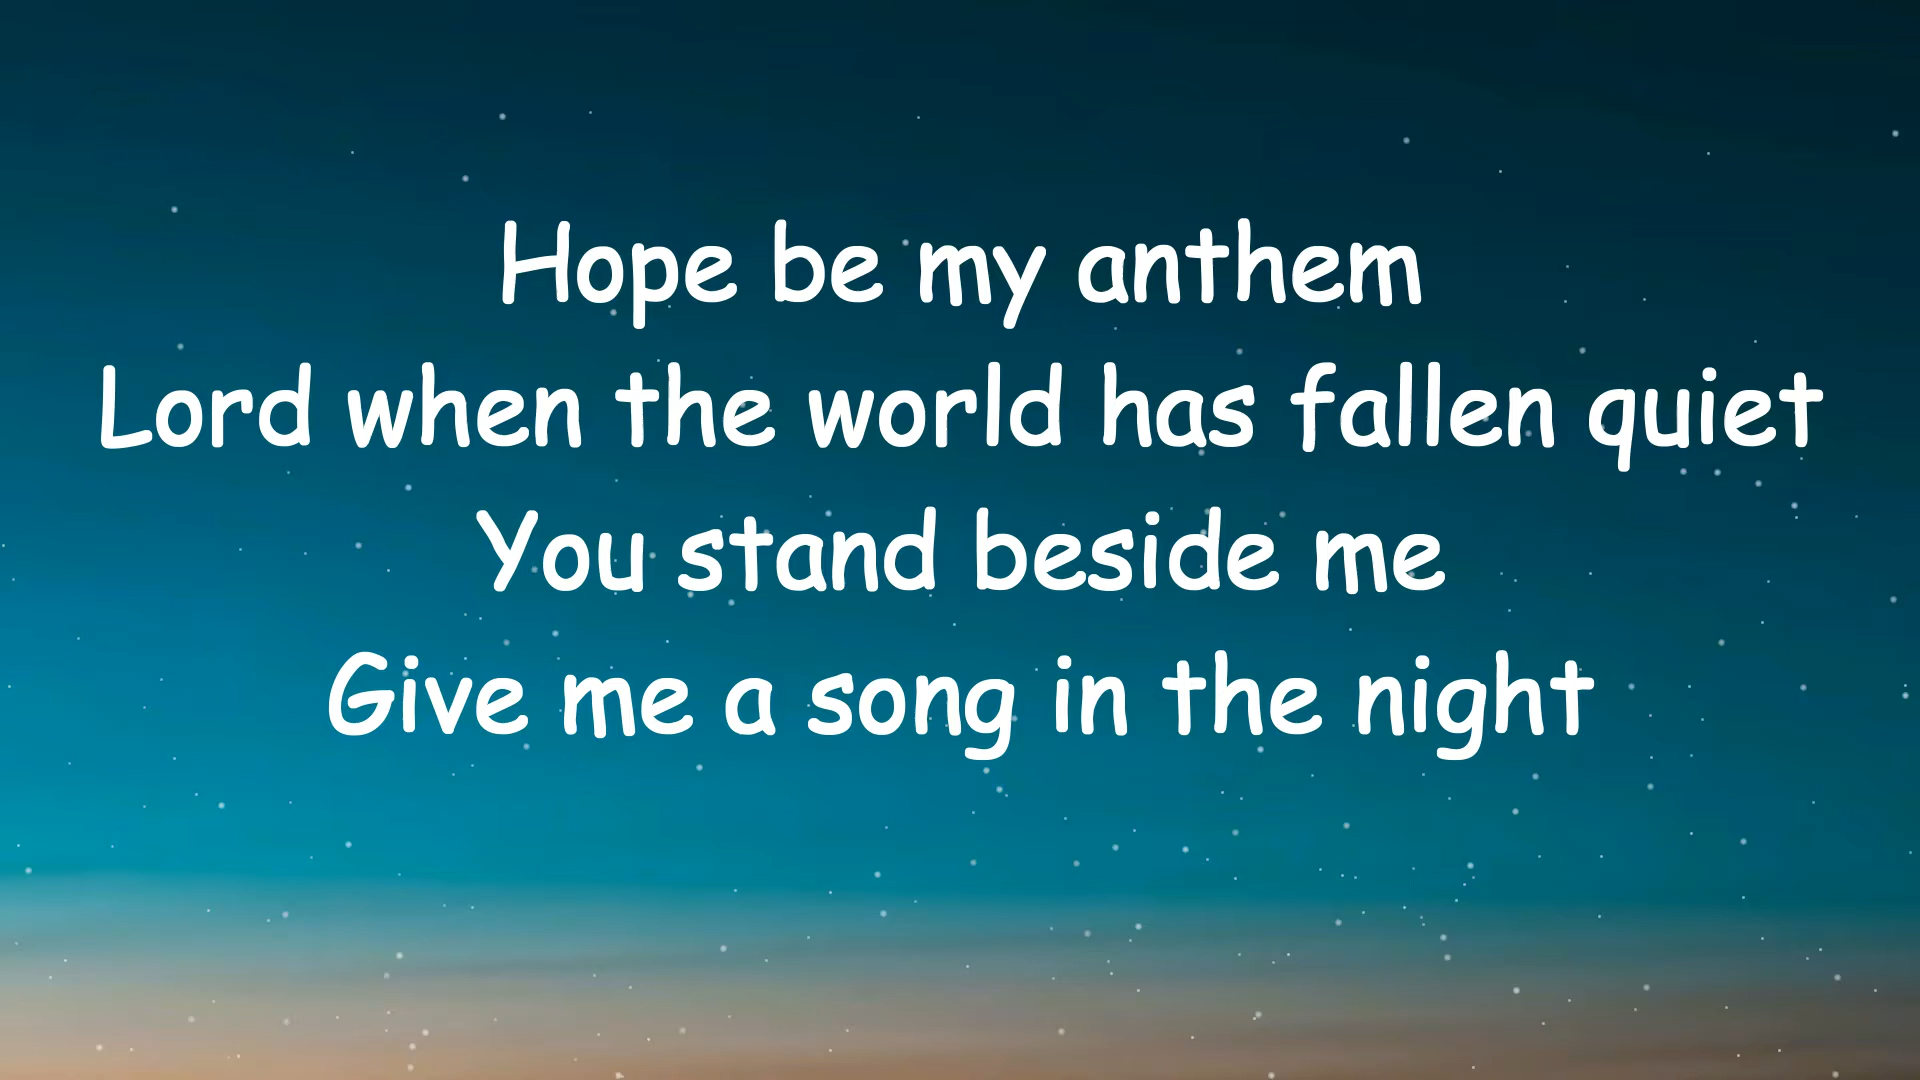 Hope be my anthem
Lord when the world has fallen quiet
You stand beside me
Give me a song in the night